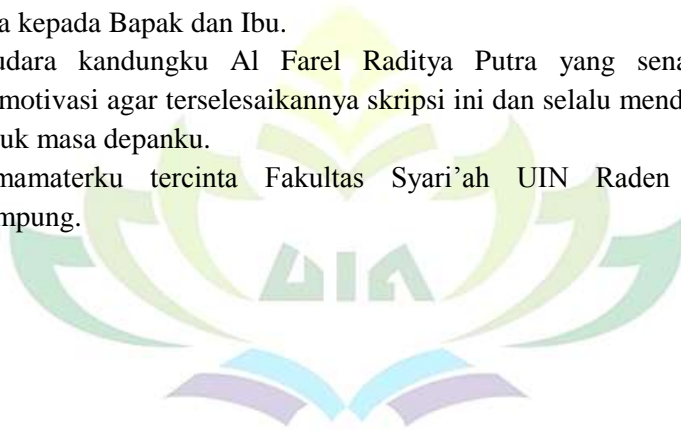 a kepada Bapak dan Ibu.
udara kandungku Al Farel Raditya Putra yang sena
motivasi agar terselesaikannya skripsi ini dan selalu mend
uk masa depanku.
mamaterku tercinta Fakultas Syari’ah UIN Raden
mpung.
UIN